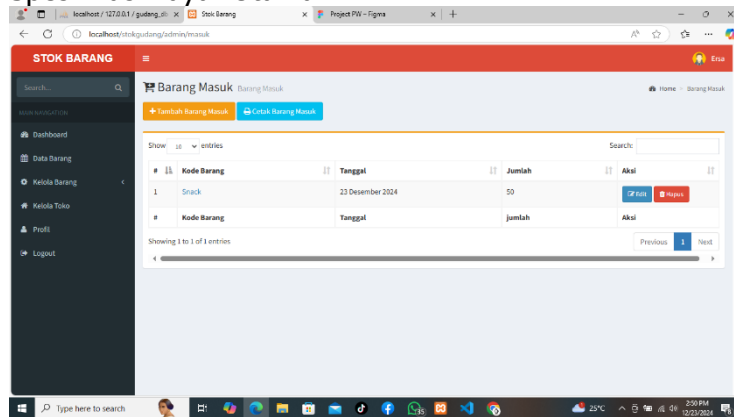 localhost / 127.0.0.1 / gudang_sto
Stok Barang
Project PW – Figma
localhost/stokgudang/admin/masuk
STOK BARANG
Ersa
Search...
Barang Masuk Barang Masuk
Home > Barang Masuk
MAIN NAVIGATION
Tambah Barang Masuk
Cetak Barang Masuk
Dashboard
Data Barang
Kelola Barang
Kelola Toko
Profil
Logout
Show 10 entries
Search:
# Kode Barang Tanggal Jumlah Aksi
1 Snack 23 Desember 2024 50 Edit Hapus
# Kode Barang Tanggal jumlah Aksi
Showing 1 to 1 of 1 entries
Previous 1 Next
Type here to search
25°C
2:50 PM
12/23/2024